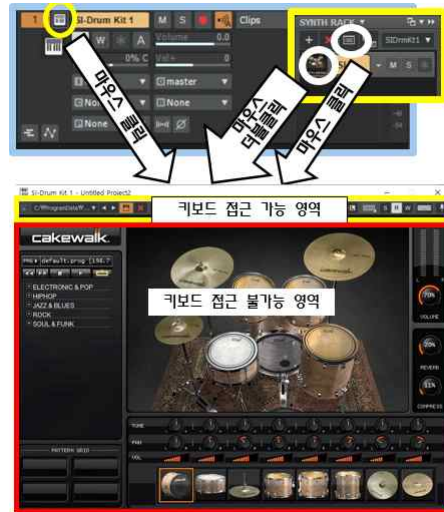 1 SI-Drum Kit 1 M S Clips
W A Volume 0.0
0% C Vel+ 0
master
None
None
SYNTH RACK
SIDrmKit1
M S
마우스 클릭
마우스 더블클릭
마우스 클릭
SI-Drum Kit 1 - Untitled Project2
키보드 접근 가능 영역
S R W
cakewalk.
키보드 접근 불가능 영역
ELECTRONIC & POP
HIPHOP
JAZZ & BLUES
ROCK
SOUL & FUNK
70%
VOLUME
20%
REVERB
11%
COMPRESS
TUNE
PAN
VOL
PATTERN GRID